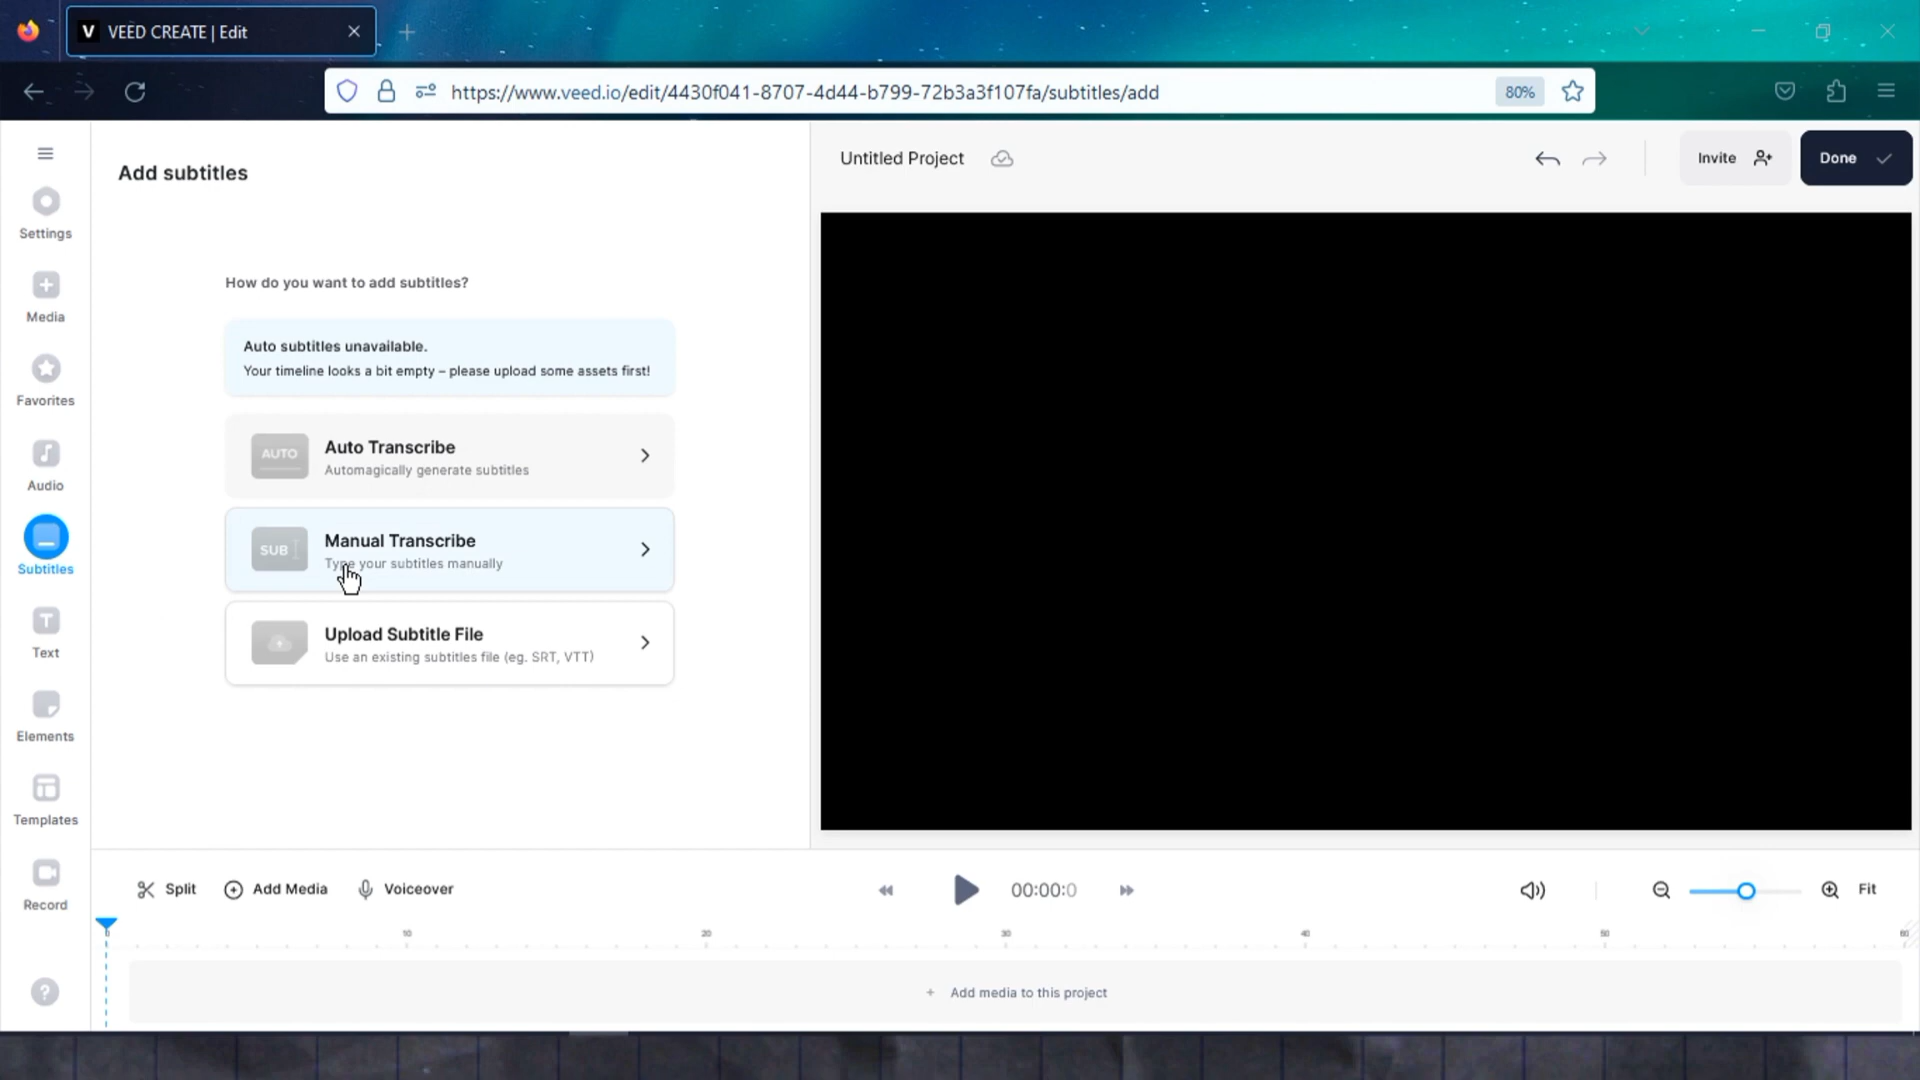 V VEED CREATE | Edit
https://www.veed.io/edit/4430f041-8707-4d44-b799-72b3a3f107fa/subtitles/add
80%
Add subtitles
Untitled Project
Invite
Done
Settings
Media
Favorites
Audio
Subtitles
Text
Elements
Templates
Record
How do you want to add subtitles?
Auto subtitles unavailable.
Your timeline looks a bit empty – please upload some assets first!
AUTO
Auto Transcribe
Automagically generate subtitles
SUB
Manual Transcribe
Type your subtitles manually
Upload Subtitle File
Use an existing subtitles file (eg. SRT, VTT)
Split
Add Media
Voiceover
00:00:0
Fit
0 10 20 30 40 50 60
+ Add media to this project